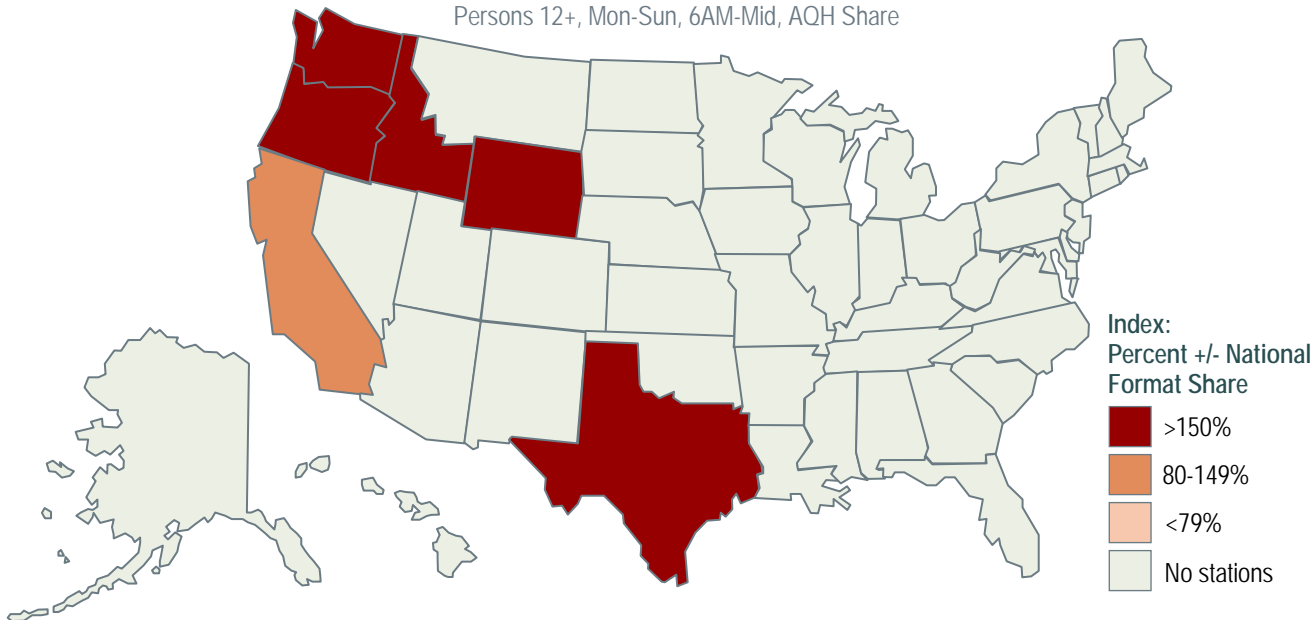 Persons 12+, Mon-Sun, 6AM-Mid, AQH Share
Index:
Percent +/- National
Format Share
>150%
80-149%
<79%
No stations